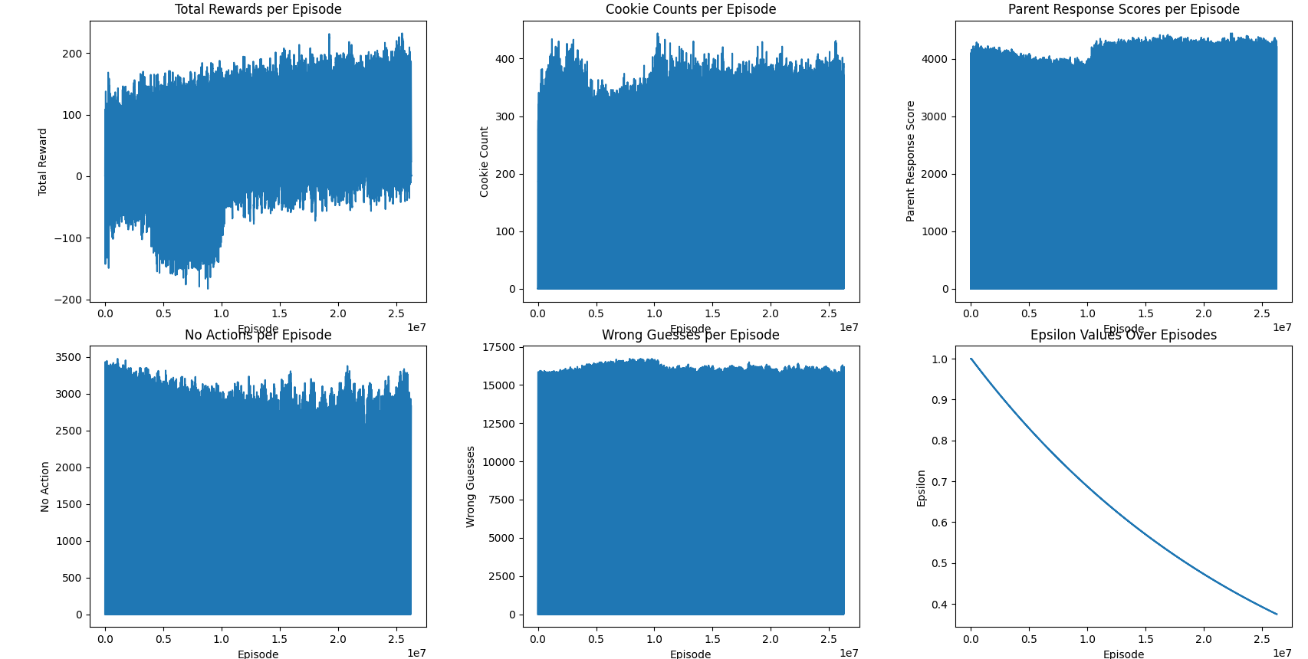 Total Rewards per Episode
Total Reward
200
100
0
−100
−200
0.0 0.5 1.0 1.5 2.0 2.5
1e7
Episode
Cookie Counts per Episode
Cookie Count
400
300
200
100
0
0.0 0.5 1.0 1.5 2.0 2.5
1e7
Episode
Parent Response Scores per Episode
Parent Response Score
4000
3000
2000
1000
0
0.0 0.5 1.0 1.5 2.0 2.5
1e7
Episode
No Actions per Episode
No Action
3500
3000
2500
2000
1500
1000
500
0
0.0 0.5 1.0 1.5 2.0 2.5
1e7
Episode
Wrong Guesses per Episode
Wrong Guesses
17500
15000
12500
10000
7500
5000
2500
0
0.0 0.5 1.0 1.5 2.0 2.5
1e7
Episode
Epsilon Values Over Episodes
Epsilon
1.0
0.9
0.8
0.7
0.6
0.5
0.4
0.0 0.5 1.0 1.5 2.0 2.5
1e7
Episode